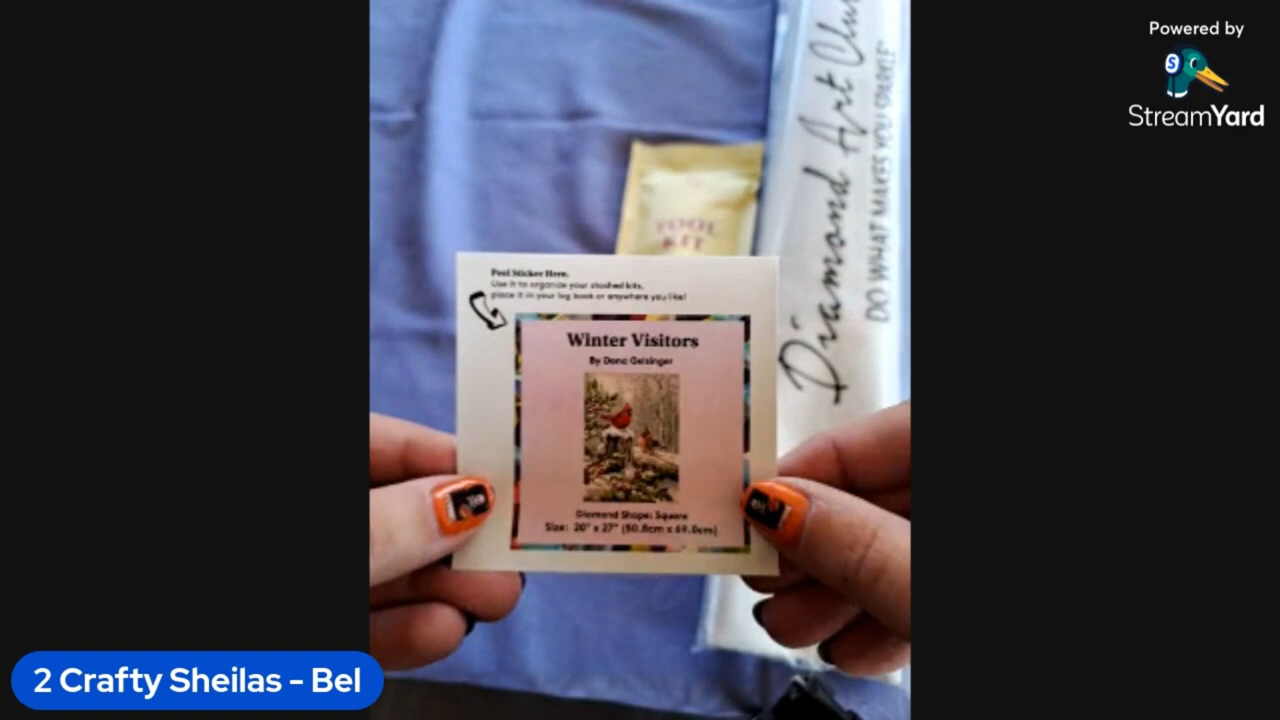 Powered by
StreamYard
Diamond Art Club
DO WHAT MAKES YOU SPARKLE
TOOL
KIT
Peel Sticker Here.
Use it to organize your stashed kits,
place it in your log book or anywhere you like!
Winter Visitors
By Dona Gelsinger
Diamond Shape: Square
Size: 20" x 27" (50.8cm x 69.0cm)
2 Crafty Sheilas - Bel